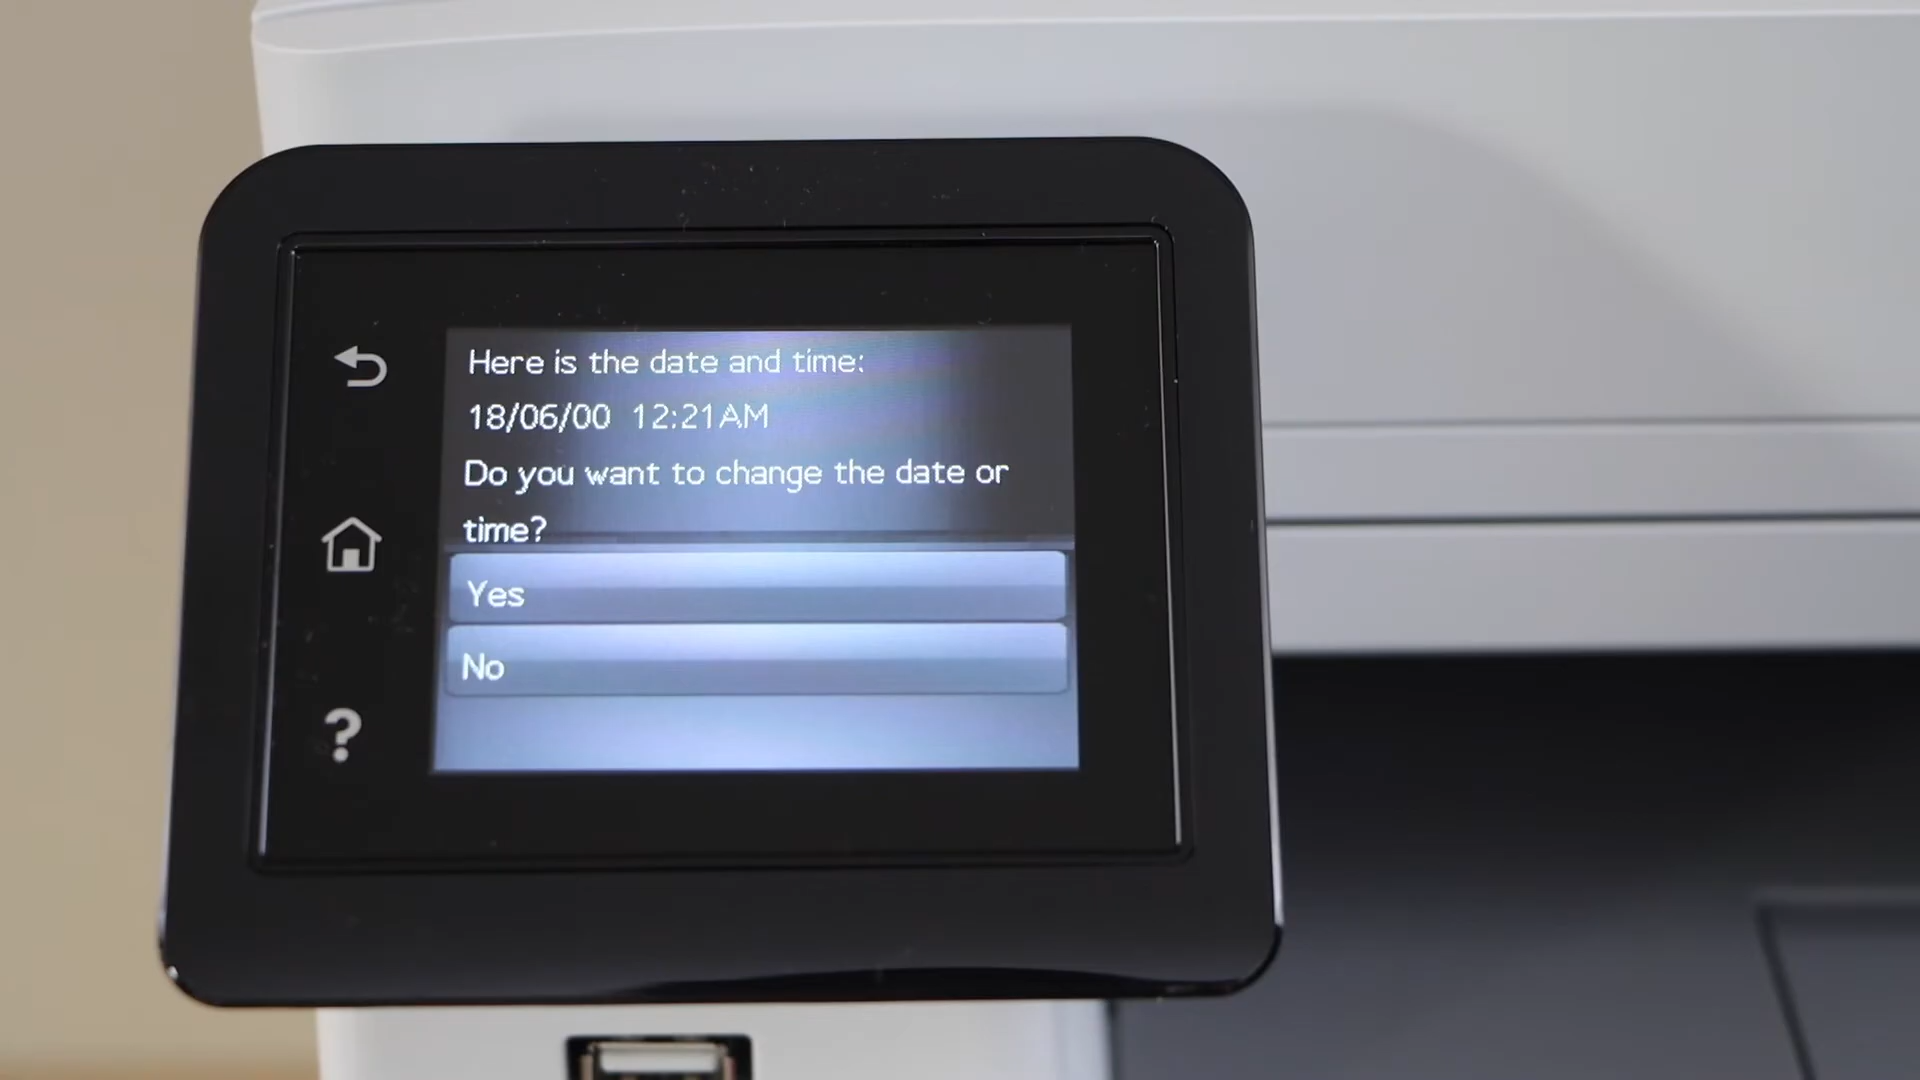 Here is the date and time:
18/06/00 12:21AM
Do you want to change the date or
time?
Yes
No
?